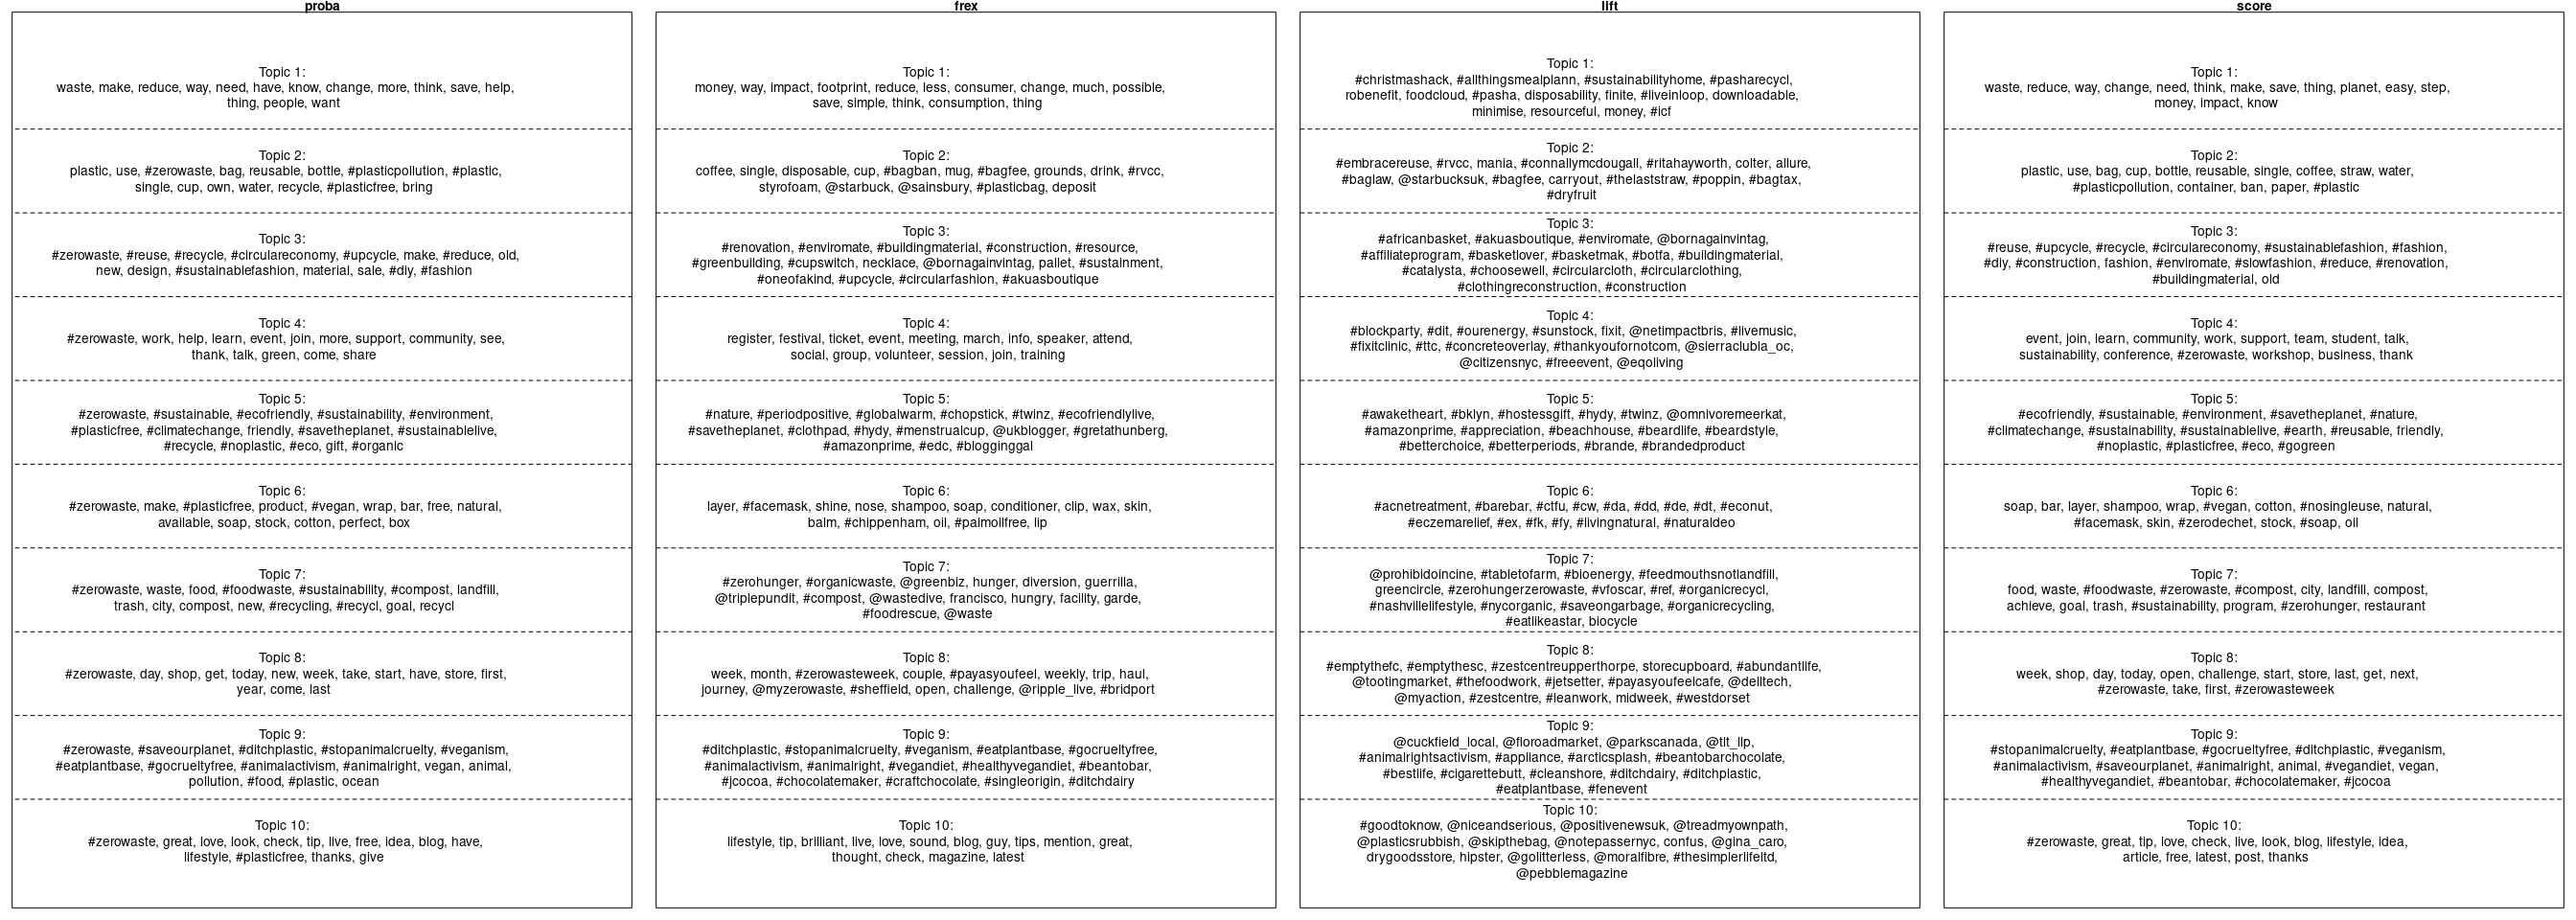 proba
Topic 1:
waste, make, reduce, way, need, have, know, change, more, think, save, help,
thing, people, want
Topic 2:
plastic, use, #zerowaste, bag, reusable, bottle, #plasticpollution, #plastic,
single, cup, own, water, recycle, #plasticfree, bring
Topic 3:
#zerowaste, #reuse, #recycle, #circulareconomy, #upcycle, make, #reduce, old,
new, design, #sustainablefashion, material, sale, #diy, #fashion
Topic 4:
#zerowaste, work, help, learn, event, join, more, support, community, see,
thank, talk, green, come, share
Topic 5:
#zerowaste, #sustainable, #ecofriendly, #sustainability, #environment,
#plasticfree, #climatechange, friendly, #savetheplanet, #sustainablelive,
#recycle, #noplastic, #eco, gift, #organic
Topic 6:
#zerowaste, make, #plasticfree, product, #vegan, wrap, bar, free, natural,
available, soap, stock, cotton, perfect, box
Topic 7:
#zerowaste, waste, food, #foodwaste, #sustainability, #compost, landfill,
trash, city, compost, new, #recycling, #recycl, goal, recycl
Topic 8:
#zerowaste, day, shop, get, today, new, week, take, start, have, store, first,
year, come, last
Topic 9:
#zerowaste, #saveourplanet, #ditchplastic, #stopanimalcruelty, #veganism,
#eatplantbase, #gocrueltyfree, #animalactivism, #animalright, vegan, animal,
pollution, #food, #plastic, ocean
Topic 10:
#zerowaste, great, love, look, check, tip, live, free, idea, blog, have,
lifestyle, #plasticfree, thanks, give
frex
Topic 1:
money, way, impact, footprint, reduce, less, consumer, change, much, possible,
save, simple, think, consumption, thing
Topic 2:
coffee, single, disposable, cup, #bagban, mug, #bagfee, grounds, drink, #rvcc,
styrofoam, @starbuck, @sainsbury, #plasticbag, deposit
Topic 3:
#renovation, #enviromate, #buildingmaterial, #construction, #resource,
#greenbuilding, #cupswitch, necklace, @bornagainvintag, pallet, #sustainment,
#oneofakind, #upcycle, #circularfashion, #akuasboutique
Topic 4:
register, festival, ticket, event, meeting, march, info, speaker, attend,
social, group, volunteer, session, join, training
Topic 5:
#nature, #periodpositive, #globalwarm, #chopstick, #twinz, #ecofriendlylive,
#savetheplanet, #clothpad, #hydy, #menstrualcup, @ukblogger, #gretathunberg,
#amazonprime, #edc, #blogginggal
Topic 6:
layer, #facemask, shine, nose, shampoo, soap, conditioner, clip, wax, skin,
balm, #chippenham, oil, #palmoilfree, lip
Topic 7:
#zerohunger, #organicwaste, @greenbiz, hunger, diversion, guerrilla,
@triplepundit, #compost, @wastedive, francisco, hungry, facility, garde,
#foodrescue, @waste
Topic 8:
week, month, #zerowasteweek, couple, #payasyoufeel, weekly, trip, haul,
journey, @myzerowaste, #sheffield, open, challenge, @ripple_live, #bridport
Topic 9:
#ditchplastic, #stopanimalcruelty, #veganism, #eatplantbase, #gocrueltyfree,
#animalactivism, #animalright, #vegandiet, #healthyvegandiet, #beantobar,
#jcocoa, #chocolatemaker, #craftchocolate, #singleorigin, #ditchdairy
Topic 10:
lifestyle, tip, brilliant, live, love, sound, blog, guy, tips, mention, great,
thought, check, magazine, latest
lift
Topic 1:
#christmashack, #allthingsmealplann, #sustainabilityhome, #pasharecycl,
robenefit, foodcloud, #pasha, disposability, finite, #liveinloop, downloadable,
minimise, resourceful, money, #icf
Topic 2:
#embracereuse, #rvcc, mania, #connallymcdougall, #ritahayworth, colter, allure,
#baglaw, @starbucksuk, #bagfee, carryout, #thelaststraw, #poppin, #bagtax,
#dryfruit
Topic 3:
#africanbasket, #akuasboutique, #enviromate, @bornagainvintag,
#affiliateprogram, #basketlover, #basketmak, #botfa, #buildingmaterial,
#catalysta, #choosewell, #circularcloth, #circularclothing,
#clothingreconstruction, #construction
Topic 4:
#blockparty, #dit, #ourenergy, #sunstock, fixit, @netimpactbris, #livemusic,
#fixitclinic, #ttc, #concreteoverlay, #thankyoufornotcom, @sierraclubla_oc,
@citizensnyc, #freeevent, @eqoliving
Topic 5:
#awaketheart, #bklyn, #hostessgift, #hydy, #twinz, @omnivoremeerkat,
#amazonprime, #appreciation, #beachhouse, #beardlife, #beardstyle,
#betterchoice, #betterperiods, #brande, #brandedproduct
Topic 6:
#acnetreatment, #barebar, #ctfu, #cw, #da, #dd, #de, #dt, #econut,
#eczemarelief, #ex, #fk, #fy, #livingnatural, #naturaldeo
Topic 7:
@prohibidoincine, #tabletofarm, #bioenergy, #feedmouthsnotlandfill,
greencircle, #zerohungerzerowaste, #vfoscar, #ref, #organicrecycl,
#nashvillelifestyle, #nycorganic, #saveongarbage, #organicrecycling,
#eatlikeastar, biocycle
Topic 8:
#emptythefc, #emptythesc, #zestcentreupperthorpe, storecupboard, #abundantlife,
@tootingmarket, #thefoodwork, #jetsetter, #payasyoufeelcafe, @delltech,
@myaction, #zestcentre, #leanwork, midweek, #westdorset
Topic 9:
@cuckfield_local, @floroadmarket, @parkscanada, @tlt_llp,
#animalrightsactivism, #appliance, #arcticsplash, #beantobarchocolate,
#bestlife, #cigarettebutt, #cleanshore, #ditchdairy, #ditchplastic,
#eatplantbase, #fenevent
Topic 10:
#goodtoknow, @niceandserious, @positivenewsuk, @treadmyownpath,
@plasticsrubbish, @skipthebag, @notepassernyc, confus, @gina_caro,
drygoodsstore, hipster, @golitterless, @moralfibre, #thesimplerlifeltd,
@pebblemagazine
score
Topic 1:
waste, reduce, way, change, need, think, make, save, thing, planet, easy, step,
money, impact, know
Topic 2:
plastic, use, bag, cup, bottle, reusable, single, coffee, straw, water,
#plasticpollution, container, ban, paper, #plastic
Topic 3:
#reuse, #upcycle, #recycle, #circulareconomy, #sustainablefashion, #fashion,
#diy, #construction, fashion, #enviromate, #slowfashion, #reduce, #renovation,
#buildingmaterial, old
Topic 4:
event, join, learn, community, work, support, team, student, talk,
sustainability, conference, #zerowaste, workshop, business, thank
Topic 5:
#ecofriendly, #sustainable, #environment, #savetheplanet, #nature,
#climatechange, #sustainability, #sustainablelive, #earth, #reusable, friendly,
#noplastic, #plasticfree, #eco, #gogreen
Topic 6:
soap, bar, layer, shampoo, wrap, #vegan, cotton, #nosingleuse, natural,
#facemask, skin, #zerodechet, stock, #soap, oil
Topic 7:
food, waste, #foodwaste, #zerowaste, #compost, city, landfill, compost,
achieve, goal, trash, #sustainability, program, #zerohunger, restaurant
Topic 8:
week, shop, day, today, open, challenge, start, store, last, get, next,
#zerowaste, take, first, #zerowasteweek
Topic 9:
#stopanimalcruelty, #eatplantbase, #gocrueltyfree, #ditchplastic, #veganism,
#animalactivism, #saveourplanet, #animalright, animal, #vegandiet, vegan,
#healthyvegandiet, #beantobar, #chocolatemaker, #jcocoa
Topic 10:
#zerowaste, great, tip, love, check, live, look, blog, lifestyle, idea,
article, free, latest, post, thanks